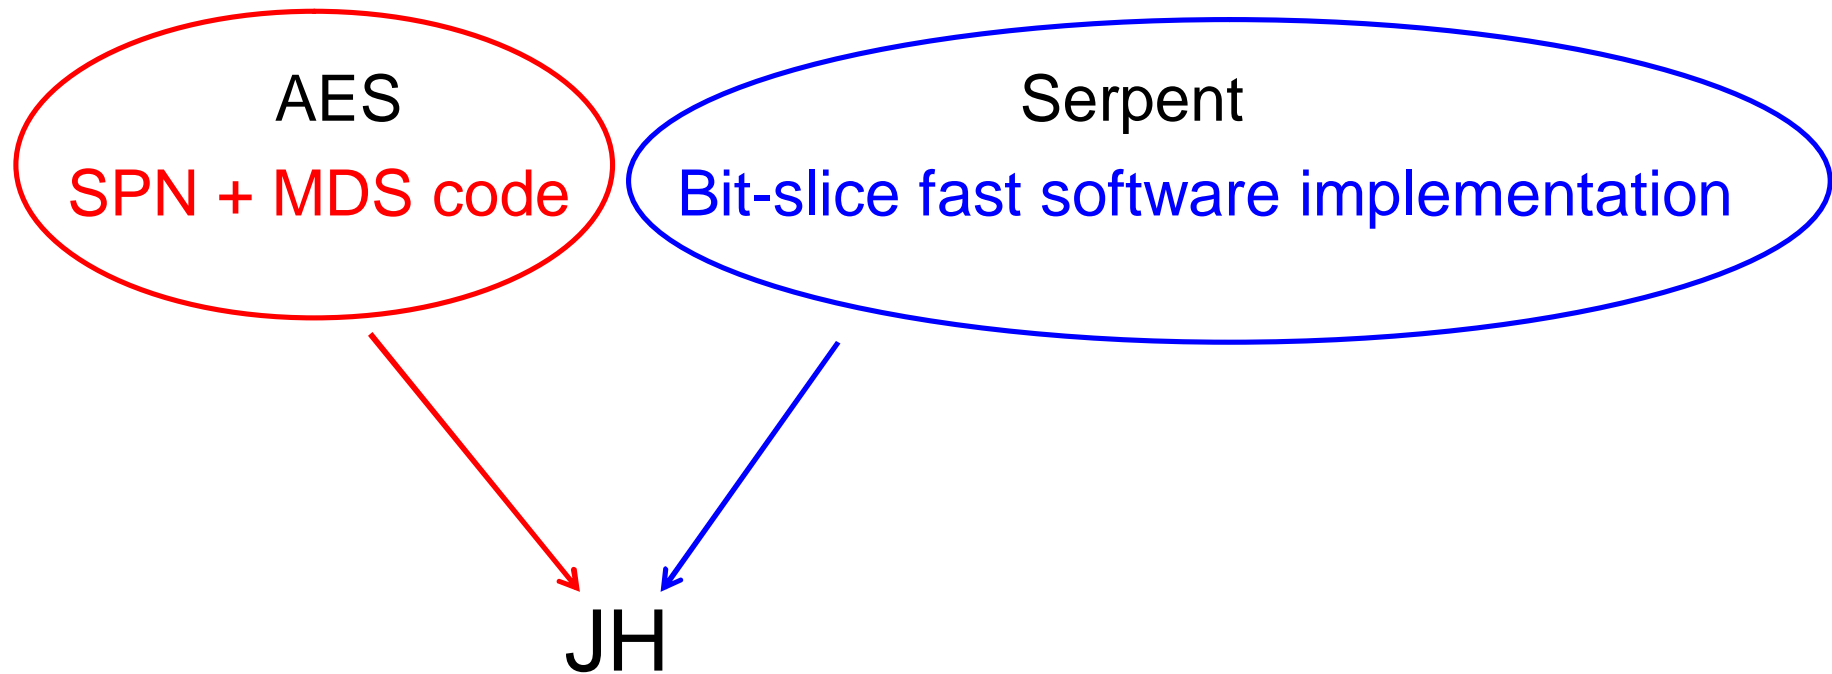 AES
SPN + MDS code
Serpent
Bit-slice fast software implementation
JH